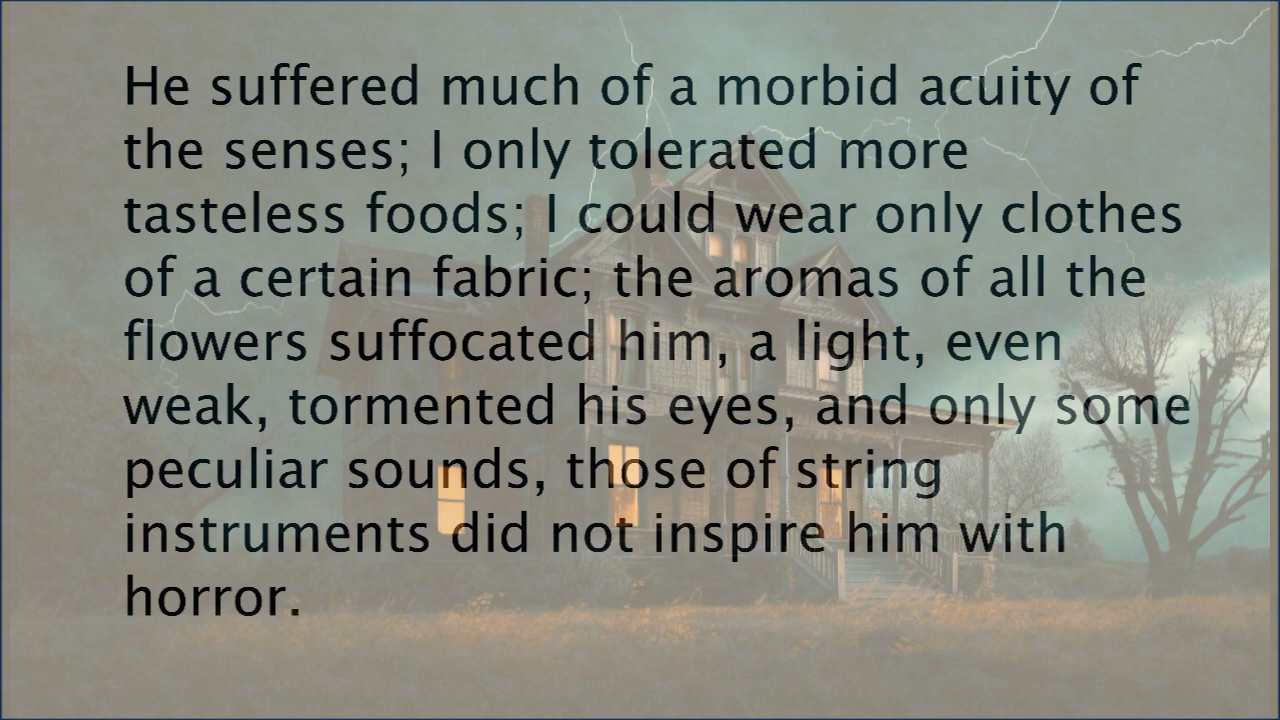 He suffered much of a morbid acuity of
the senses; I only tolerated more
tasteless foods; I could wear only clothes
of a certain fabric; the aromas of all the
flowers suffocated him, a light, even
weak, tormented his eyes, and only some
peculiar sounds, those of string
instruments did not inspire him with
horror.